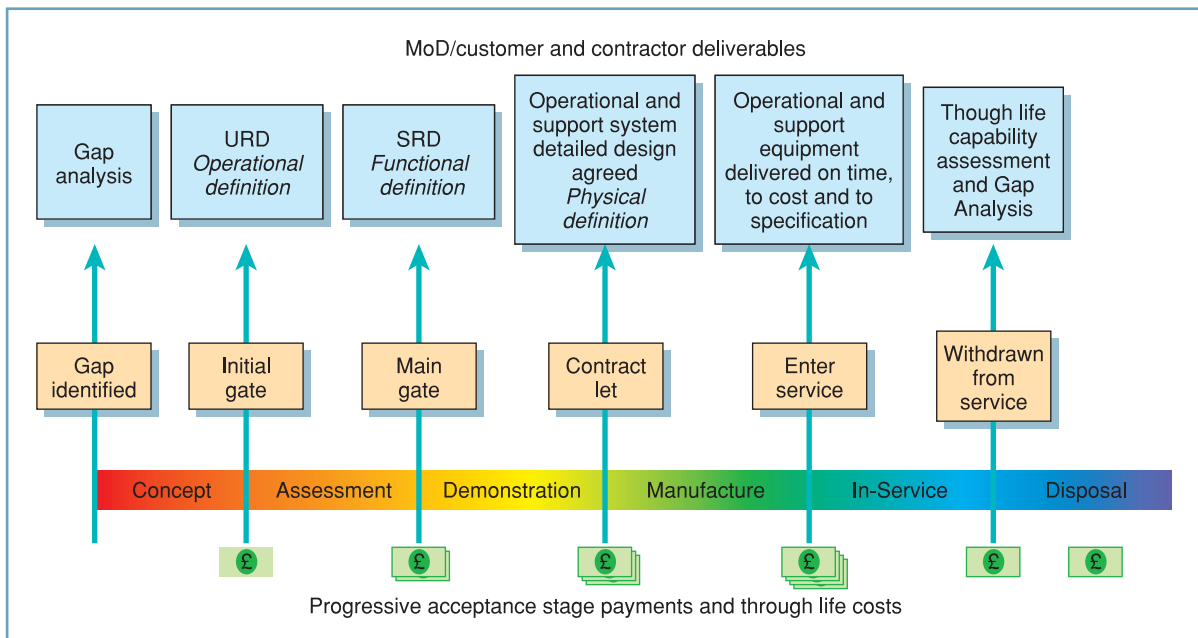 MoD/customer and contractor deliverables
Gap
analysis
URD
Operational
definition
SRD
Functional
definition
Operational and
support system
detailed design
agreed
Physical
definition
Operational and
support
equipment
delivered on time,
to cost and to
specification
Though life
capability
assessment
and Gap
Analysis
Gap
identified
Initial
gate
Main
gate
Contract
let
Enter
service
Withdrawn
from
service
Concept
Assessment
Demonstration
Manufacture
In-Service
Disposal
£
£
£
£
£
£
Progressive acceptance stage payments and through life costs